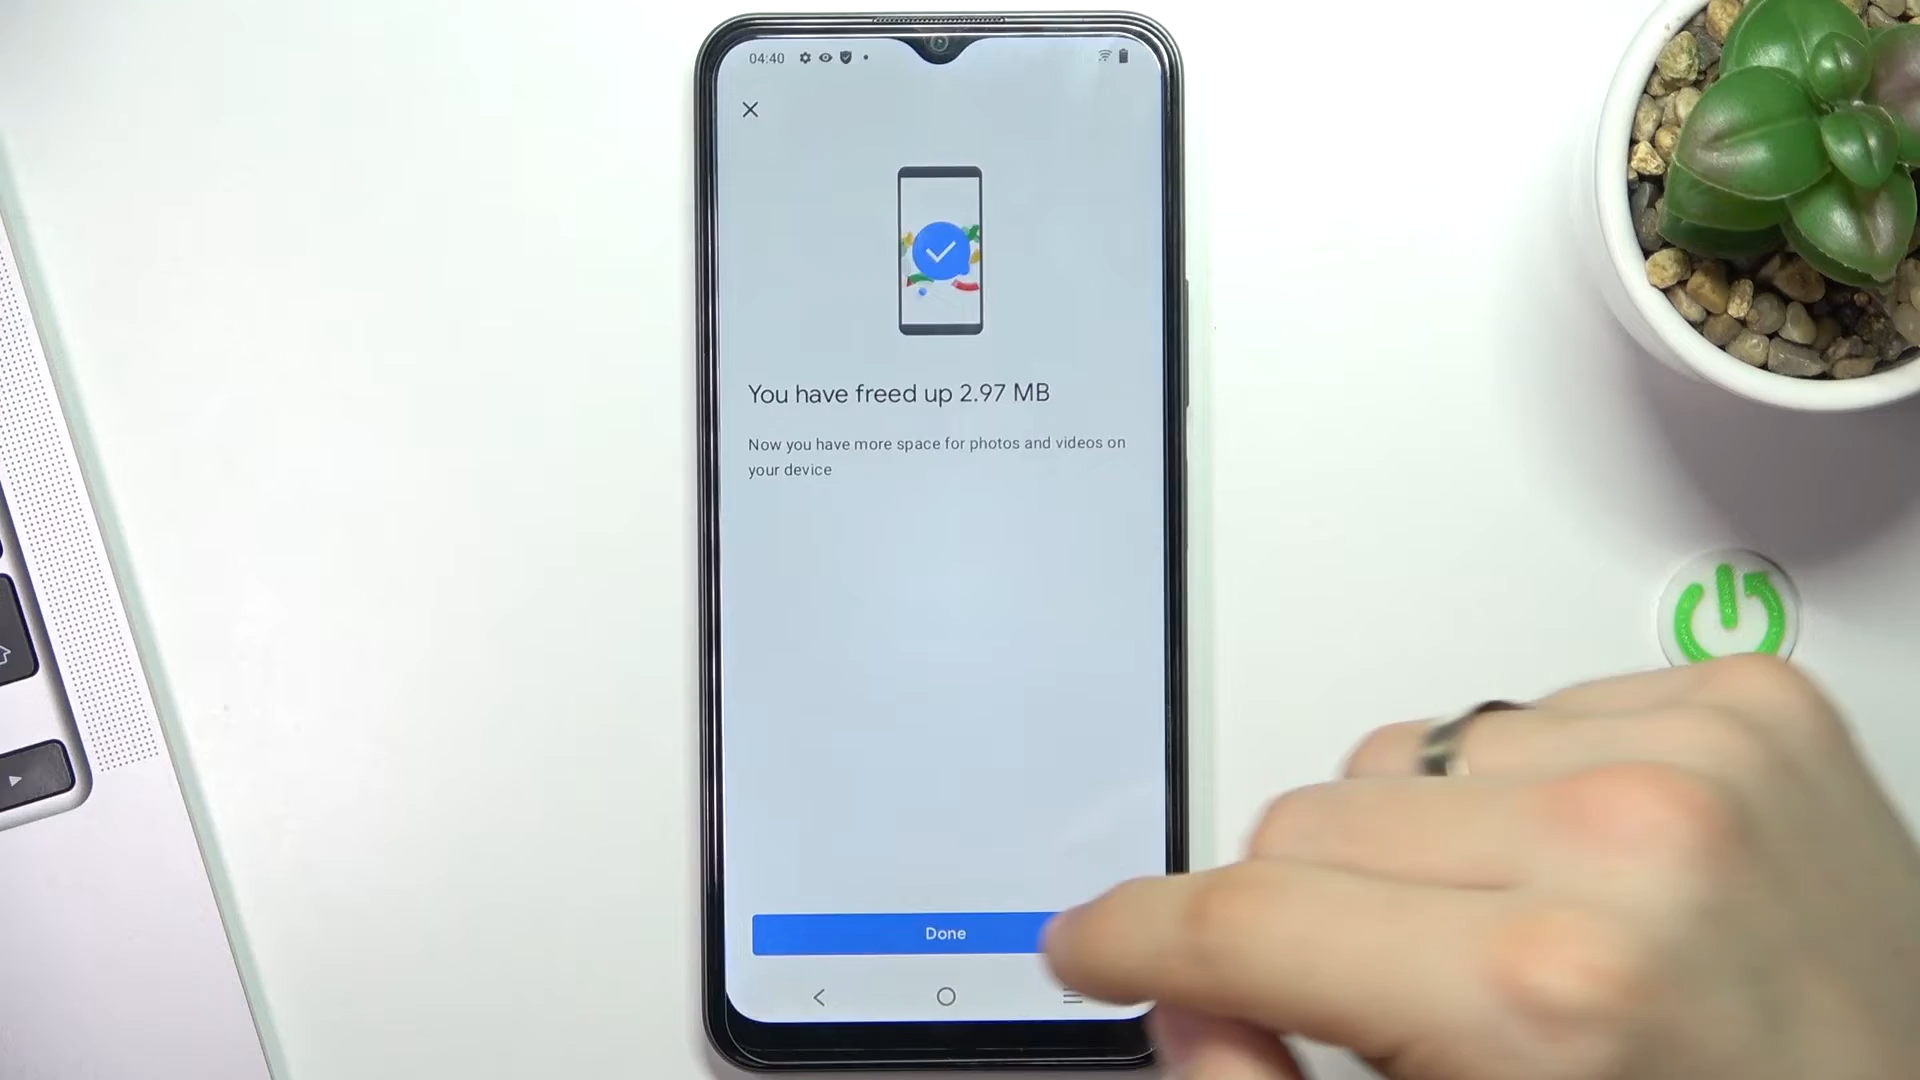 04:40
You have freed up 2.97 MB
Now you have more space for photos and videos on
your device
Done